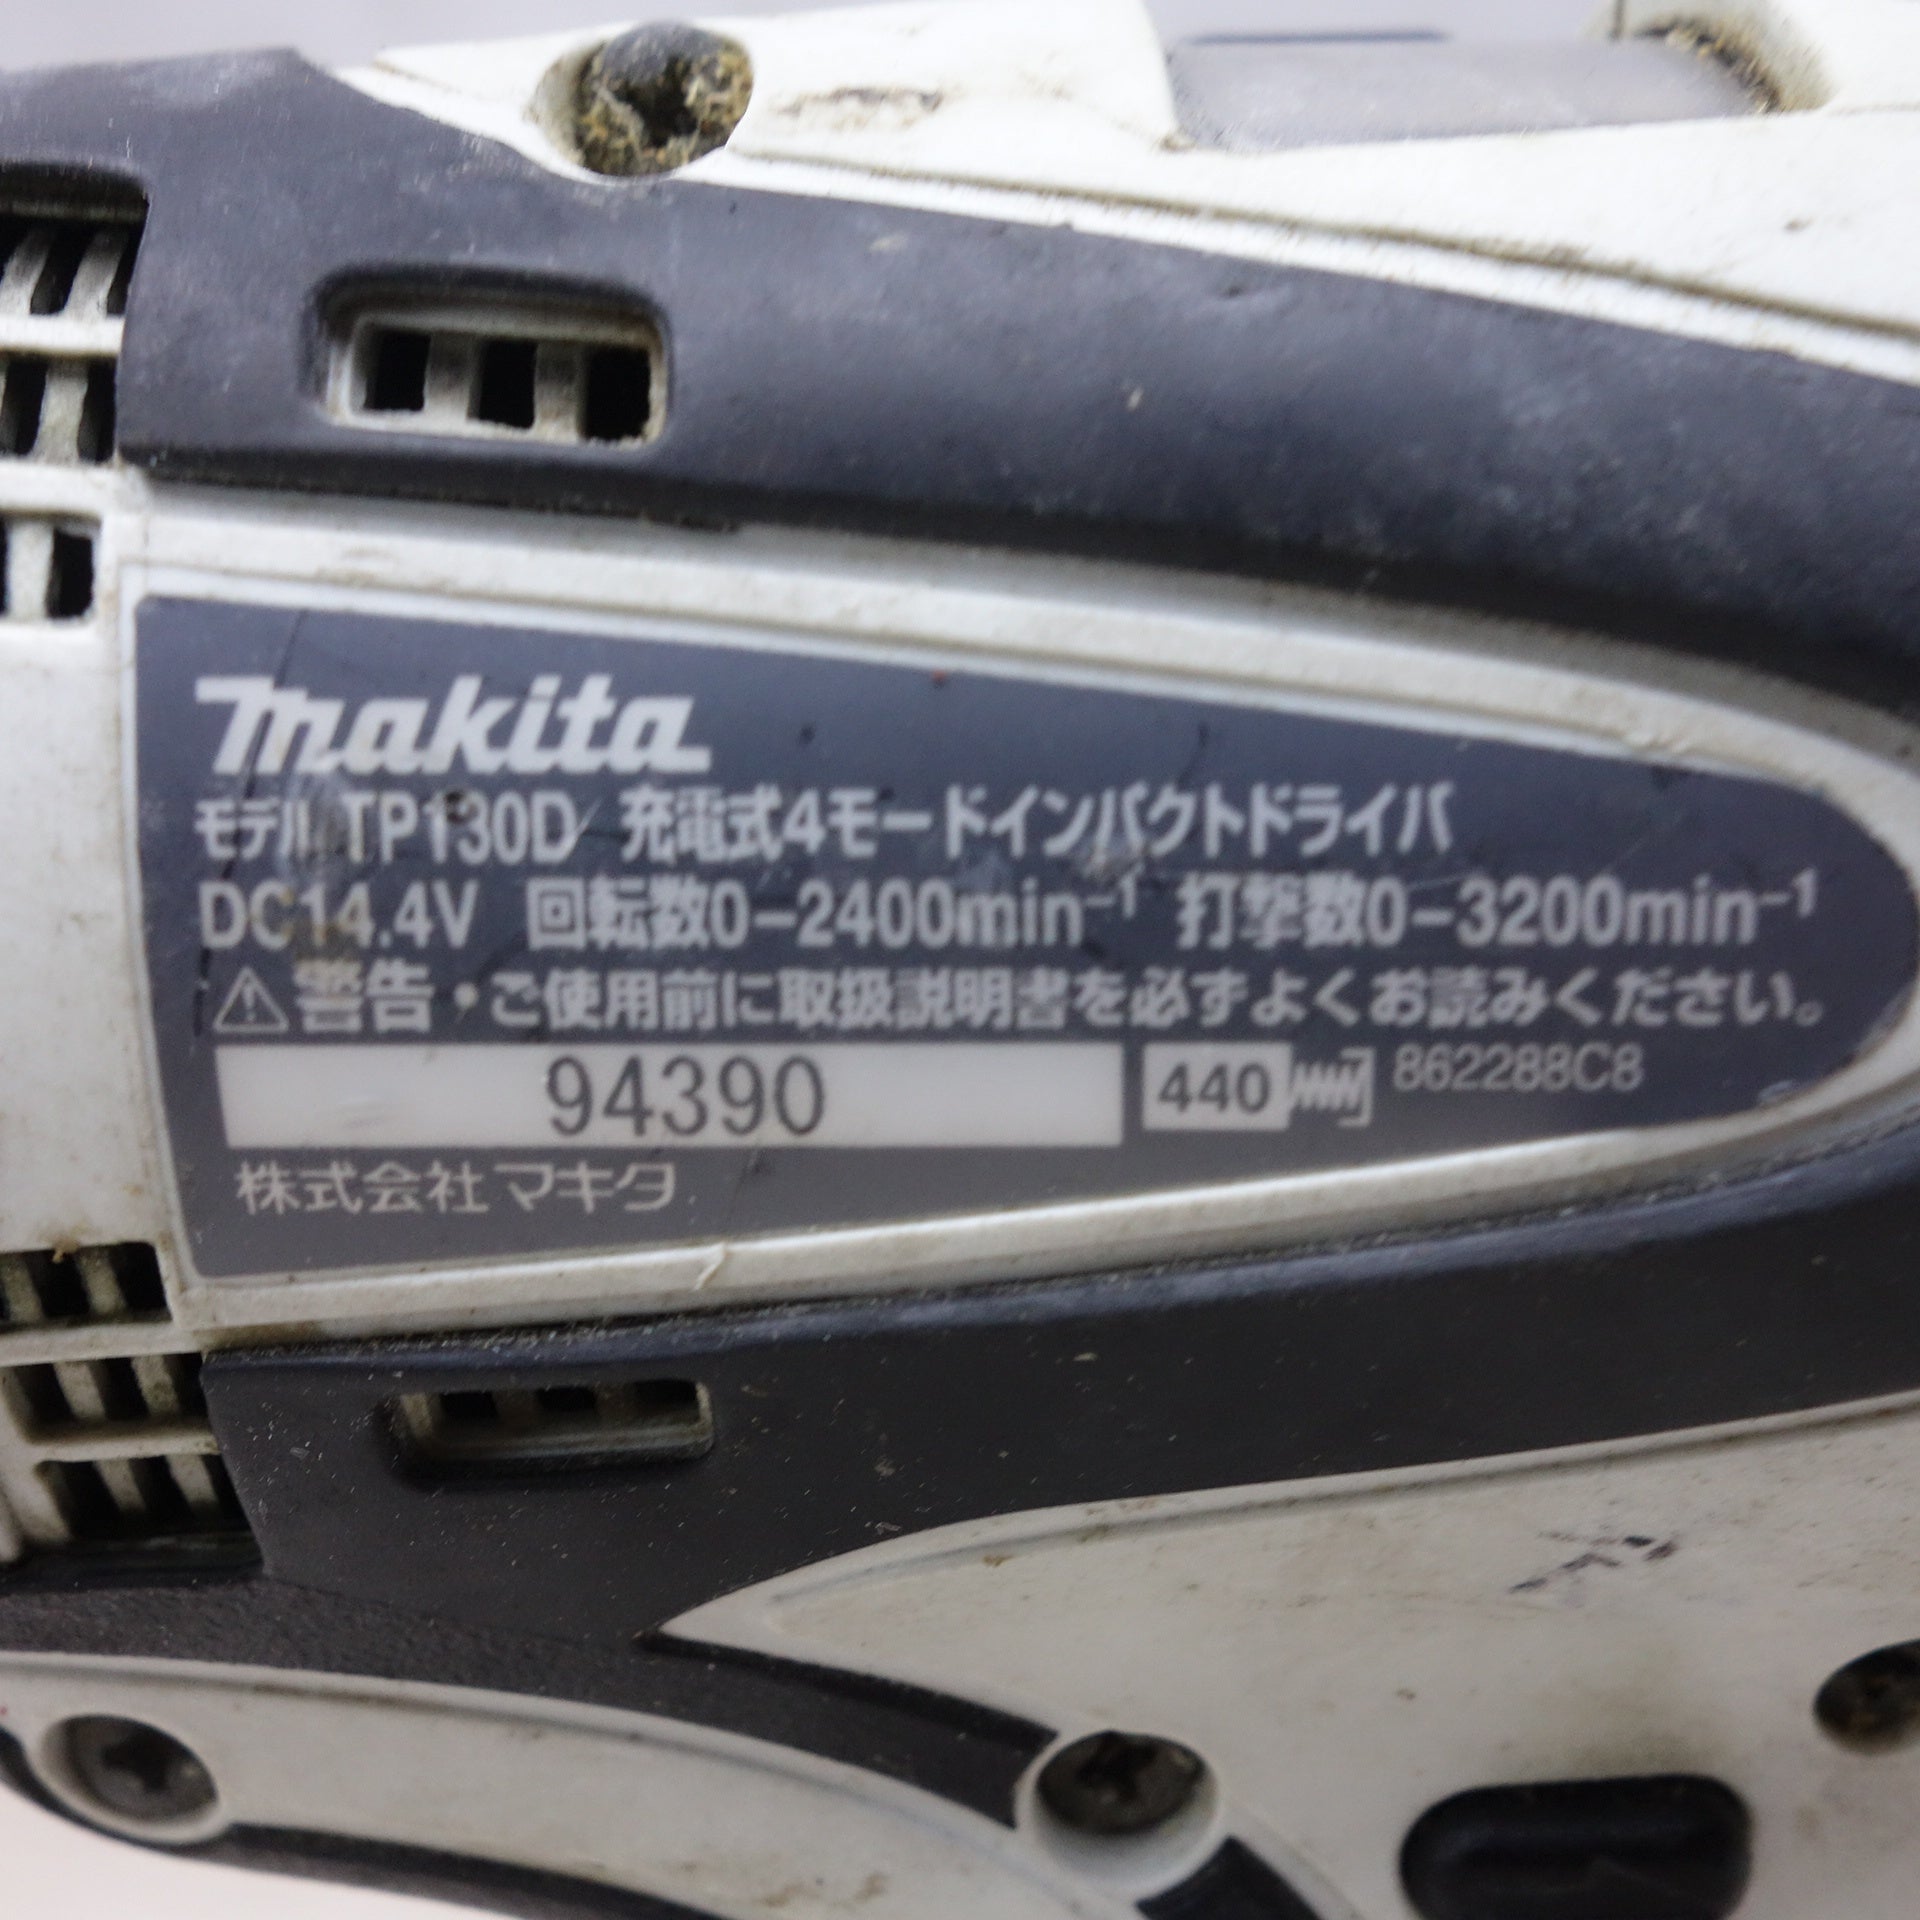 makita
モデル TP130D 充電式4モードインパクトドライバ
DC14.4V 回転数0-2400min⁻¹ 打撃数0-3200min⁻¹
⚠警告・ご使用前に取扱説明書を必ずよくお読みください。
94390 440 862288C8
株式会社マキタ